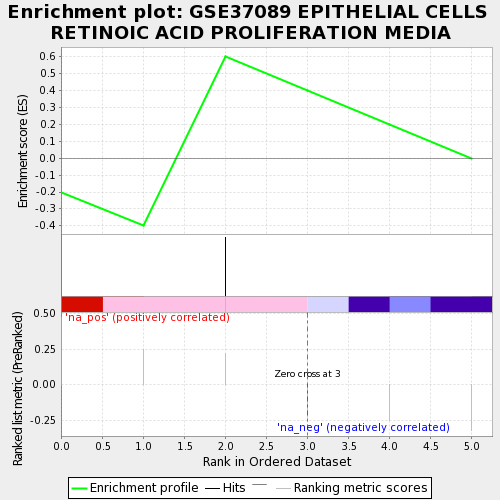 Enrichment plot: GSE37089 EPITHELIAL CELLS
RETINOIC ACID PROLIFERATION MEDIA
Enrichment score (ES)
0.6
0.5
0.4
0.3
0.2
0.1
0.0
-0.1
-0.2
-0.3
-0.4
Ranked list metric (PreRanked)
0.50
0.25
0.00
-0.25
'na_pos' (positively correlated)
Zero cross at 3
'na_neg' (negatively correlated)
0.0 0.5 1.0 1.5 2.0 2.5 3.0 3.5 4.0 4.5 5.0
Rank in Ordered Dataset
Enrichment profile Hits Ranking metric scores